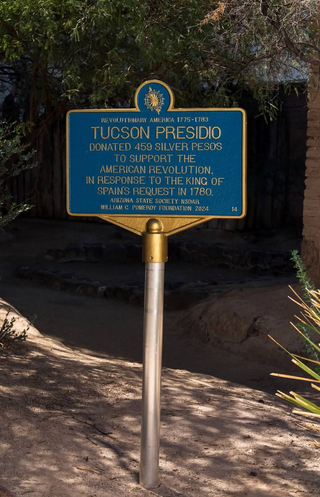 REVOLUTIONARY AMERICA 1775-1783
TUCSON PRESIDIO
DONATED 459 SILVER PESOS
TO SUPPORT THE
AMERICAN REVOLUTION,
IN RESPONSE TO THE KING OF
SPAIN'S REQUEST IN 1780.
ARIZONA STATE SOCIETY NSDAR
WILLIAM G. POMEROY FOUNDATION 2024 14